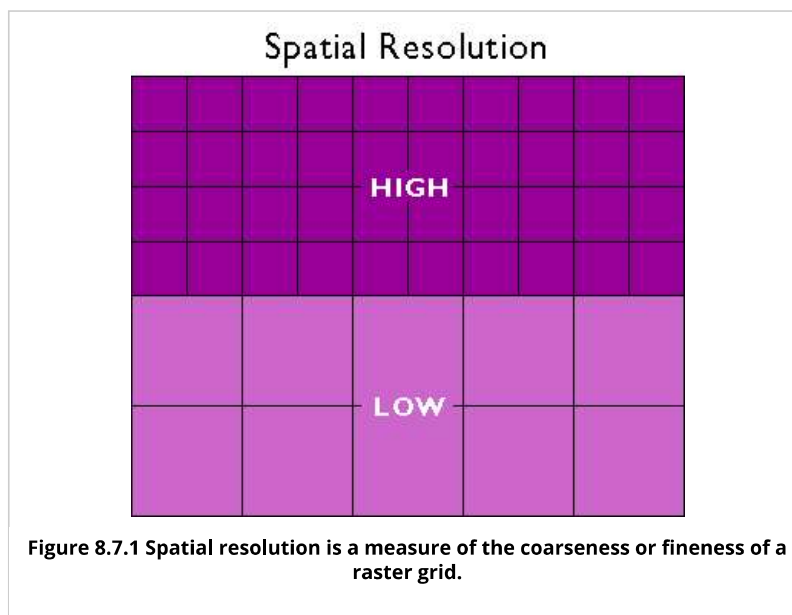 Spatial Resolution
HIGH
LOW
Figure 8.7.1 Spatial resolution is a measure of the coarseness or fineness of a
raster grid.